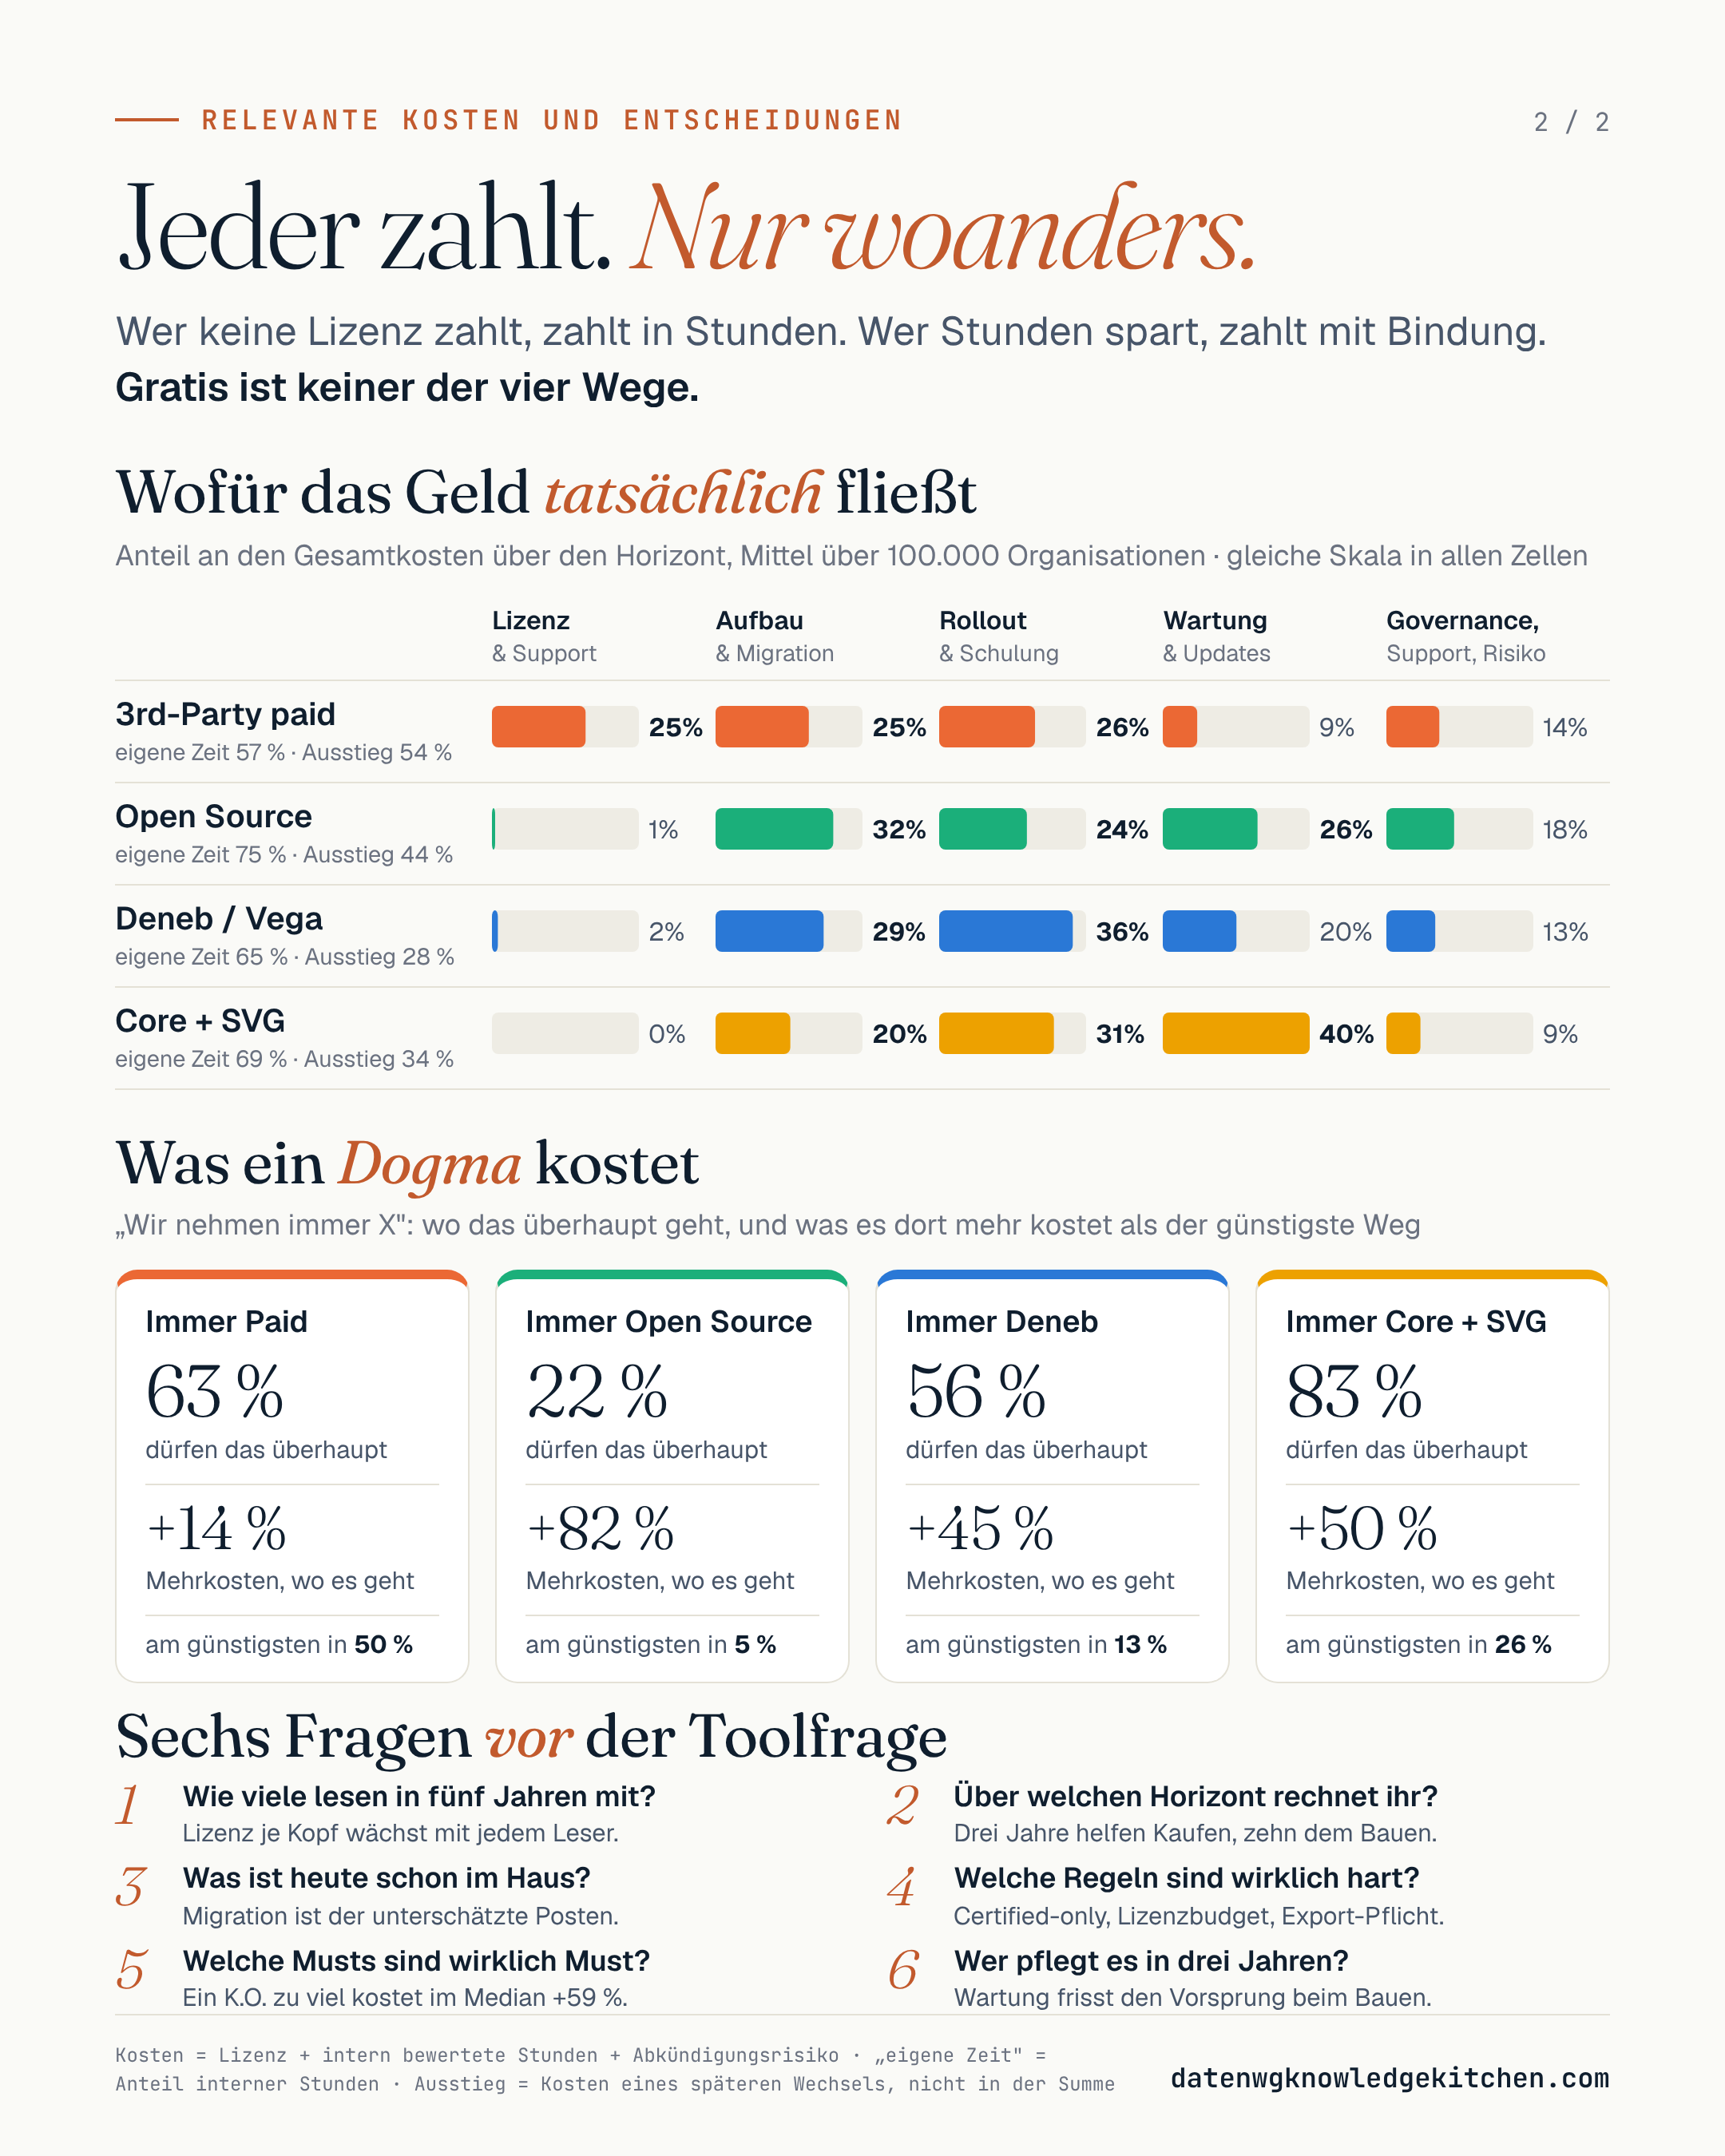 RELEVANTE KOSTEN UND ENTSCHEIDUNGEN
2 / 2
Jeder zahlt. Nur woanders.
Wer keine Lizenz zahlt, zahlt in Stunden. Wer Stunden spart, zahlt mit Bindung.
Gratis ist keiner der vier Wege.
Wofür das Geld tatsächlich fließt
Anteil an den Gesamtkosten über den Horizont, Mittel über 100.000 Organisationen · gleiche Skala in allen Zellen
Lizenz Aufbau Rollout Wartung Governance,
& Support & Migration & Schulung & Updates Support, Risiko
3rd-Party paid
25% 25% 26% 9% 14%
eigene Zeit 57 % · Ausstieg 54 %
Open Source
1% 32% 24% 26% 18%
eigene Zeit 75 % · Ausstieg 44 %
Deneb / Vega
2% 29% 36% 20% 13%
eigene Zeit 65 % · Ausstieg 28 %
Core + SVG
0% 20% 31% 40% 9%
eigene Zeit 69 % · Ausstieg 34 %
Was ein Dogma kostet
„Wir nehmen immer X": wo das überhaupt geht, und was es dort mehr kostet als der günstigste Weg
Immer Paid
63 %
dürfen das überhaupt
+14 %
Mehrkosten, wo es geht
am günstigsten in 50 %
Immer Open Source
22 %
dürfen das überhaupt
+82 %
Mehrkosten, wo es geht
am günstigsten in 5 %
Immer Deneb
56 %
dürfen das überhaupt
+45 %
Mehrkosten, wo es geht
am günstigsten in 13 %
Immer Core + SVG
83 %
dürfen das überhaupt
+50 %
Mehrkosten, wo es geht
am günstigsten in 26 %
Sechs Fragen vor der Toolfrage
1 Wie viele lesen in fünf Jahren mit?
Lizenz je Kopf wächst mit jedem Leser.
2 Über welchen Horizont rechnet ihr?
Drei Jahre helfen Kaufen, zehn dem Bauen.
3 Was ist heute schon im Haus?
Migration ist der unterschätzte Posten.
4 Welche Regeln sind wirklich hart?
Certified-only, Lizenzbudget, Export-Pflicht.
5 Welche Musts sind wirklich Must?
Ein K.O. zu viel kostet im Median +59 %.
6 Wer pflegt es in drei Jahren?
Wartung frisst den Vorsprung beim Bauen.
Kosten = Lizenz + intern bewertete Stunden + Abkündigungsrisiko · „eigene Zeit" =
Anteil interner Stunden · Ausstieg = Kosten eines späteren Wechsels, nicht in der Summe
datenwgknowledgekitchen.com